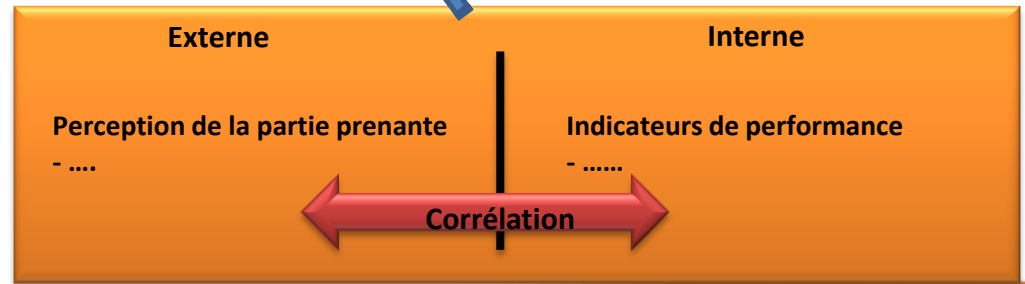 Externe
Interne
Perception de la partie prenante
- ....
Indicateurs de performance
- ......
Corrélation